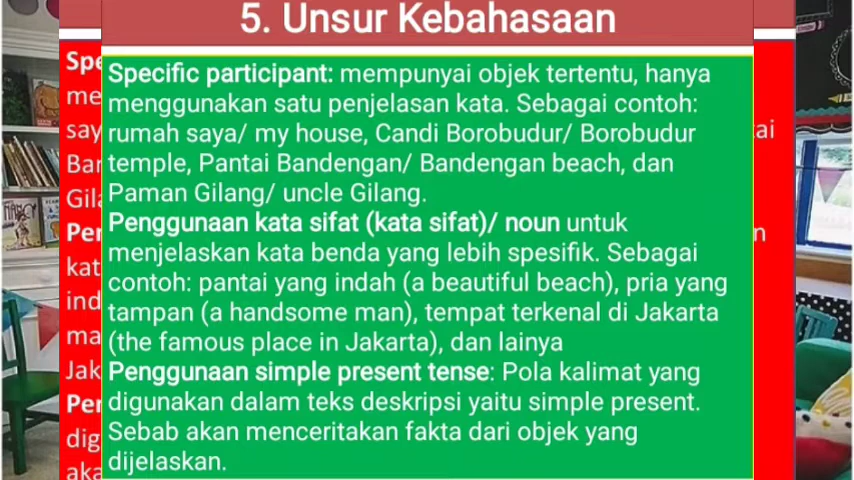 5. Unsur Kebahasaan
Specific participant: mempunyai objek tertentu, hanya
menggunakan satu penjelasan kata. Sebagai contoh:
rumah saya/ my house, Candi Borobudur/ Borobudur
temple, Pantai Bandengan/ Bandengan beach, dan
Paman Gilang/ uncle Gilang.
Penggunaan kata sifat (kata sifat)/ noun untuk
menjelaskan kata benda yang lebih spesifik. Sebagai
contoh: pantai yang indah (a beautiful beach), pria yang
tampan (a handsome man), tempat terkenal di Jakarta
(the famous place in Jakarta), dan lainya
Penggunaan simple present tense: Pola kalimat yang
digunakan dalam teks deskripsi yaitu simple present.
Sebab akan menceritakan fakta dari objek yang
dijelaskan.